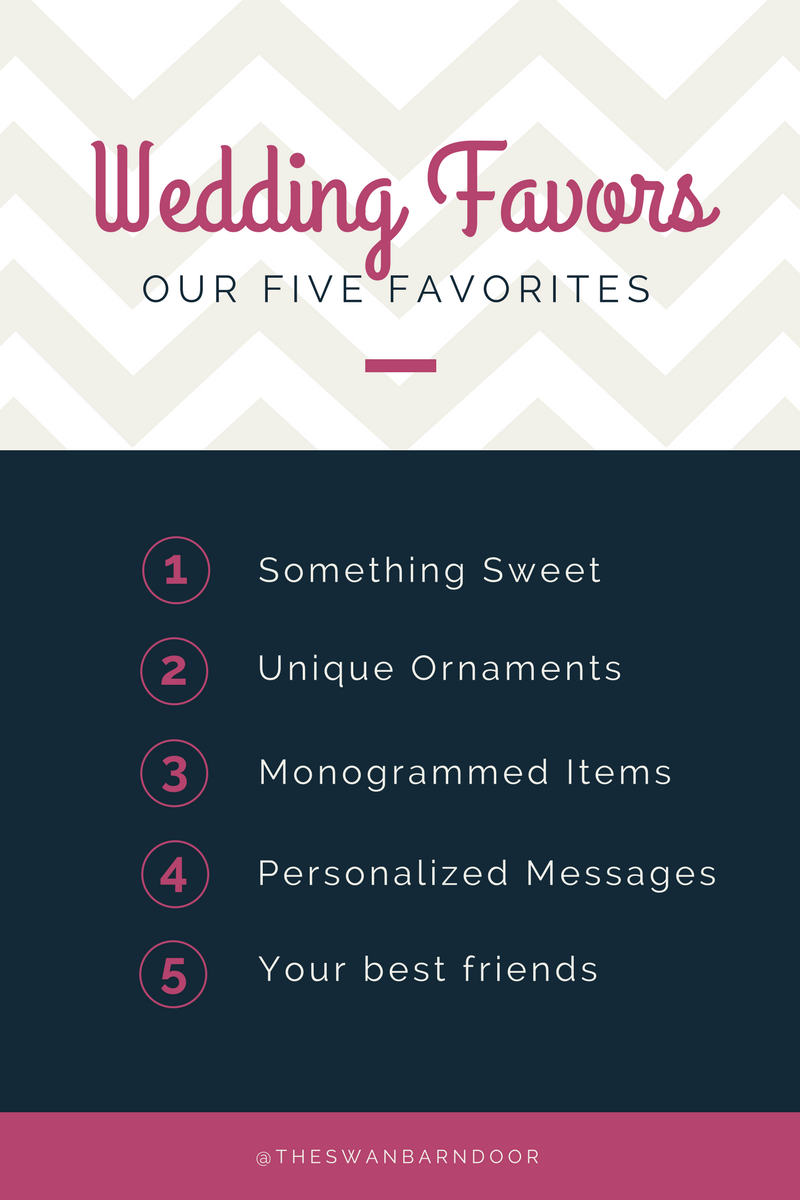 Wedding Favors
OUR FIVE FAVORITES
1 Something Sweet
2 Unique Ornaments
3 Monogrammed Items
4 Personalized Messages
5 Your best friends
@THESWANBARNDOOR